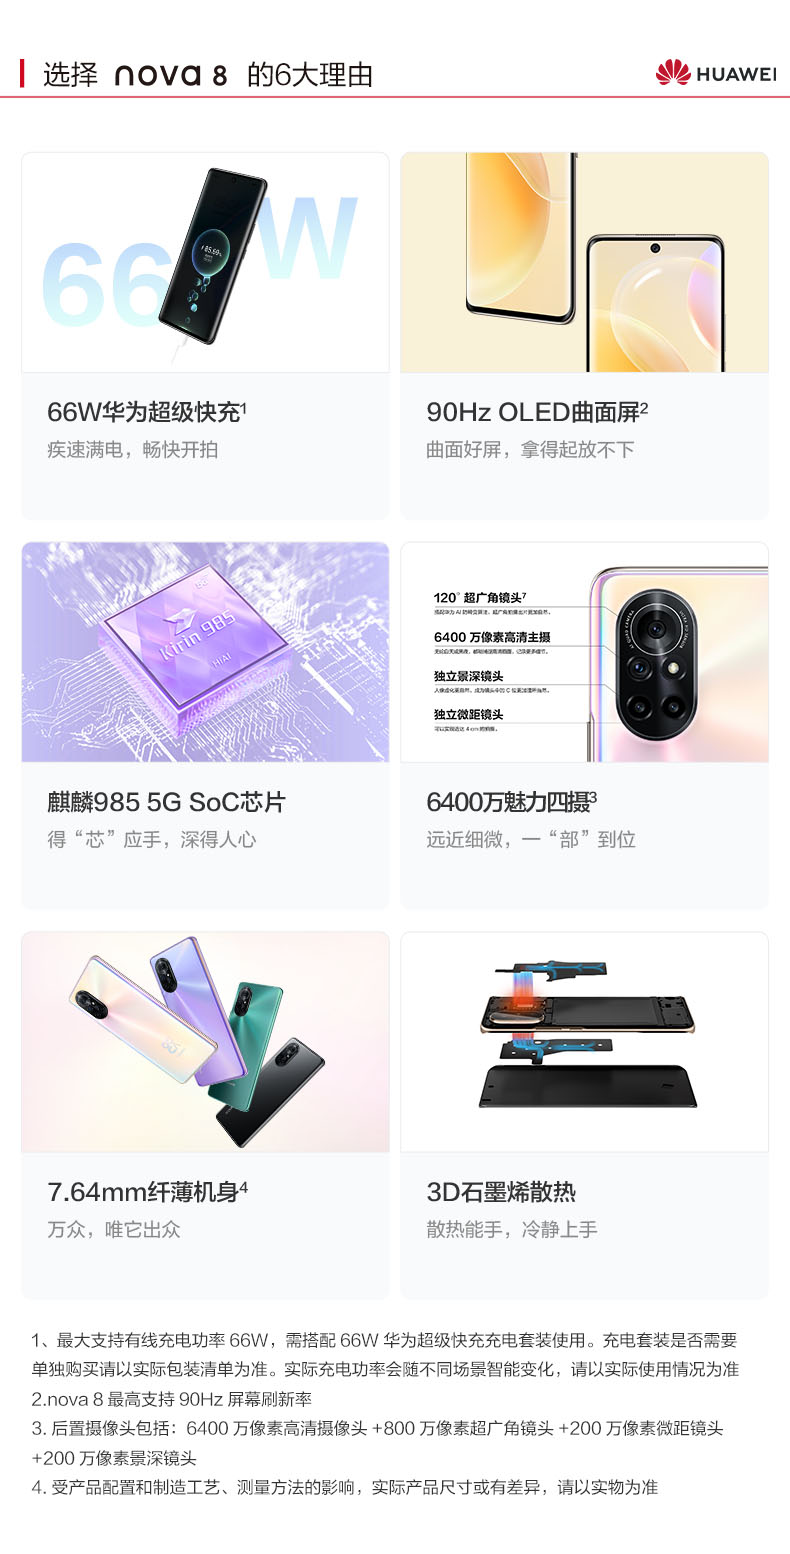 选择 nova 8 的6大理由
HUAWEI
66W
85.69%
66W华为超级快充1
疾速满电，畅快开拍
90Hz OLED曲面屏2
曲面好屏，拿得起放不下
5G
Kirin 985
HiAI
麒麟985 5G SoC芯片
得“芯”应手，深得人心
120° 超广角镜头7
6400 万像素高清主摄
独立景深镜头
独立微距镜头
可以实现近达 4 cm 的拍摄。
6400万魅力四摄3
远近细微，一“部”到位
7.64mm纤薄机身4
万众，唯它出众
3D石墨烯散热
散热能手，冷静上手
1、最大支持有线充电功率 66W，需搭配 66W 华为超级快充充电套装使用。充电套装是否需要
单独购买请以实际包装清单为准。实际充电功率会随不同场景智能变化，请以实际使用情况为准
2.nova 8 最高支持 90Hz 屏幕刷新率
3. 后置摄像头包括：6400 万像素高清摄像头 +800 万像素超广角镜头 +200 万像素微距镜头
+200 万像素景深镜头
4. 受产品配置和制造工艺、测量方法的影响，实际产品尺寸或有差异，请以实物为准